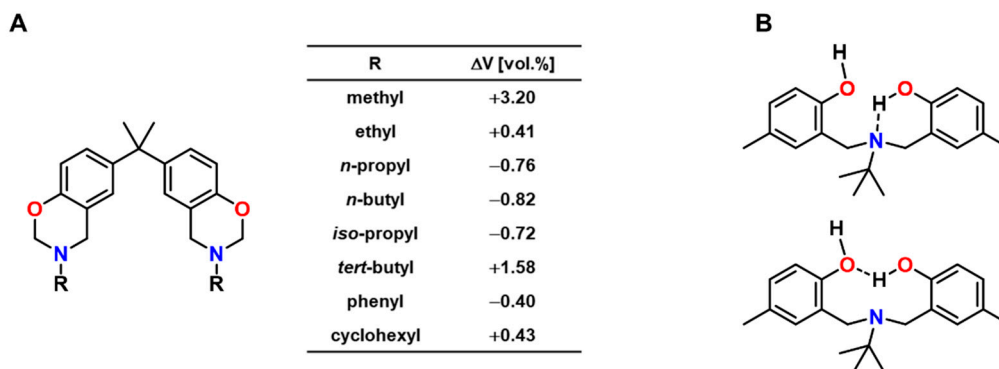 A
B
R ΔV [vol.%]
methyl +3.20
ethyl +0.41
n-propyl −0.76
n-butyl −0.82
iso-propyl −0.72
tert-butyl +1.58
phenyl −0.40
cyclohexyl +0.43
O O
N N
R R
H
O H O
N
H
O H O
N